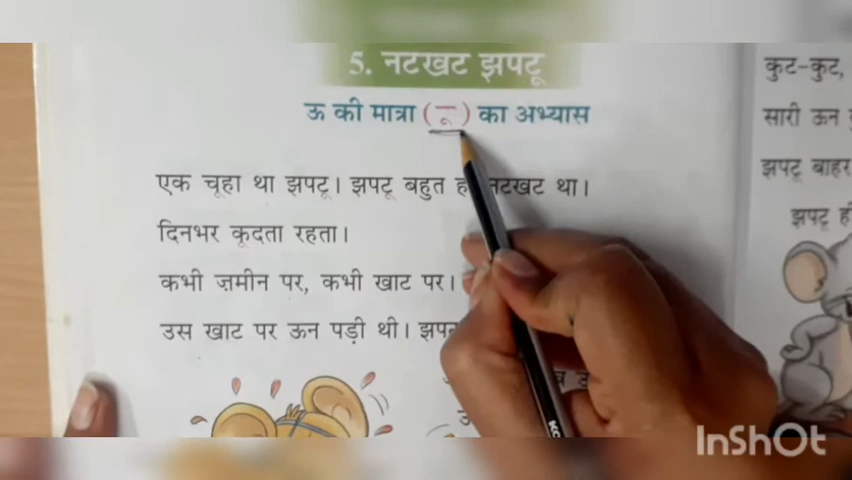 5. नटखट झपटू
ऊ की मात्रा ( ू ) का अभ्यास
एक चूहा था झपटू। झपटू बहुत नटखट था।
दिनभर कूदता रहता।
कभी ज़मीन पर, कभी खाट पर।
उस खाट पर ऊन पड़ी थी।
कुट-कुट,
सारी ऊन
झपटू बाहर
झपटू
InShOt